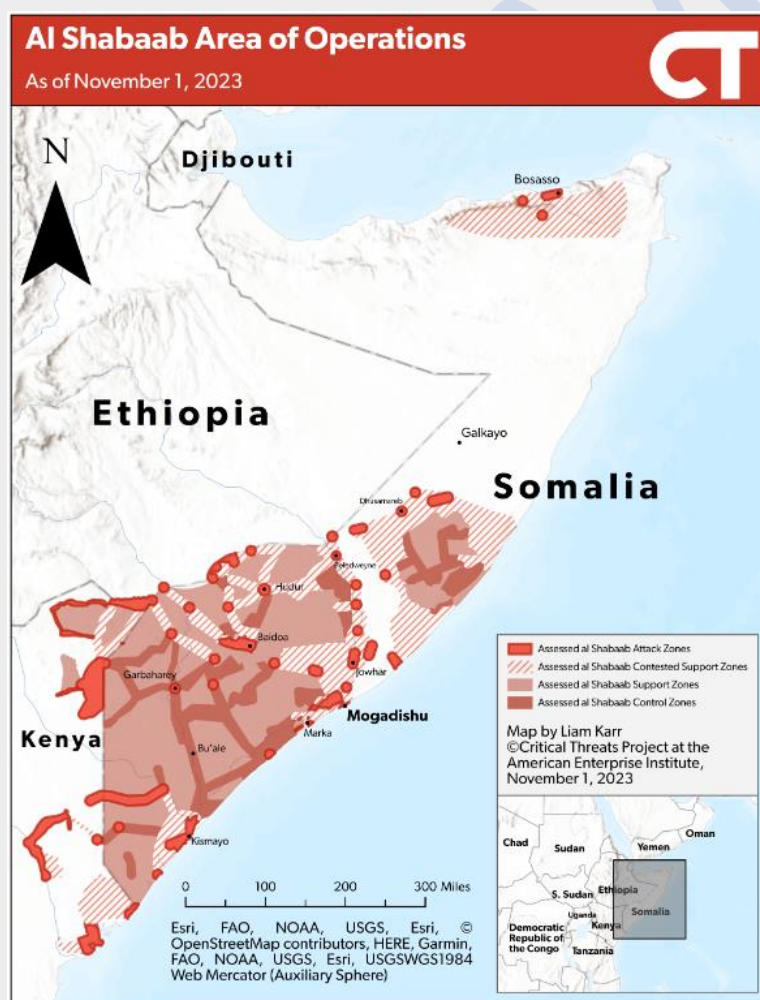 Al Shabaab Area of Operations
As of November 1, 2023
CT
N
Djibouti
Bosasso
Ethiopia
Galkayo
Somalia
Dhusamareb
Beledweyne
Hudur
Baidoa
Garbaharey
Jowhar
Mogadishu
Marka
Kenya
Bu'ale
Kismayo
Assessed al Shabaab Attack Zones
Assessed al Shabaab Contested Support Zones
Assessed al Shabaab Support Zones
Assessed al Shabaab Control Zones
Map by Liam Karr
©Critical Threats Project at the
American Enterprise Institute,
November 1, 2023
0 100 200 300 Miles
Esri, FAO, NOAA, USGS, Esri, ©
OpenStreetMap contributors, HERE, Garmin,
FAO, NOAA, USGS, Esri, USGSWGS1984
Web Mercator (Auxiliary Sphere)
Oman
Chad
Sudan
Yemen
S. Sudan
Ethiopia
Uganda
Somalia
Kenya
Democratic
Republic of
the Congo
Tanzania